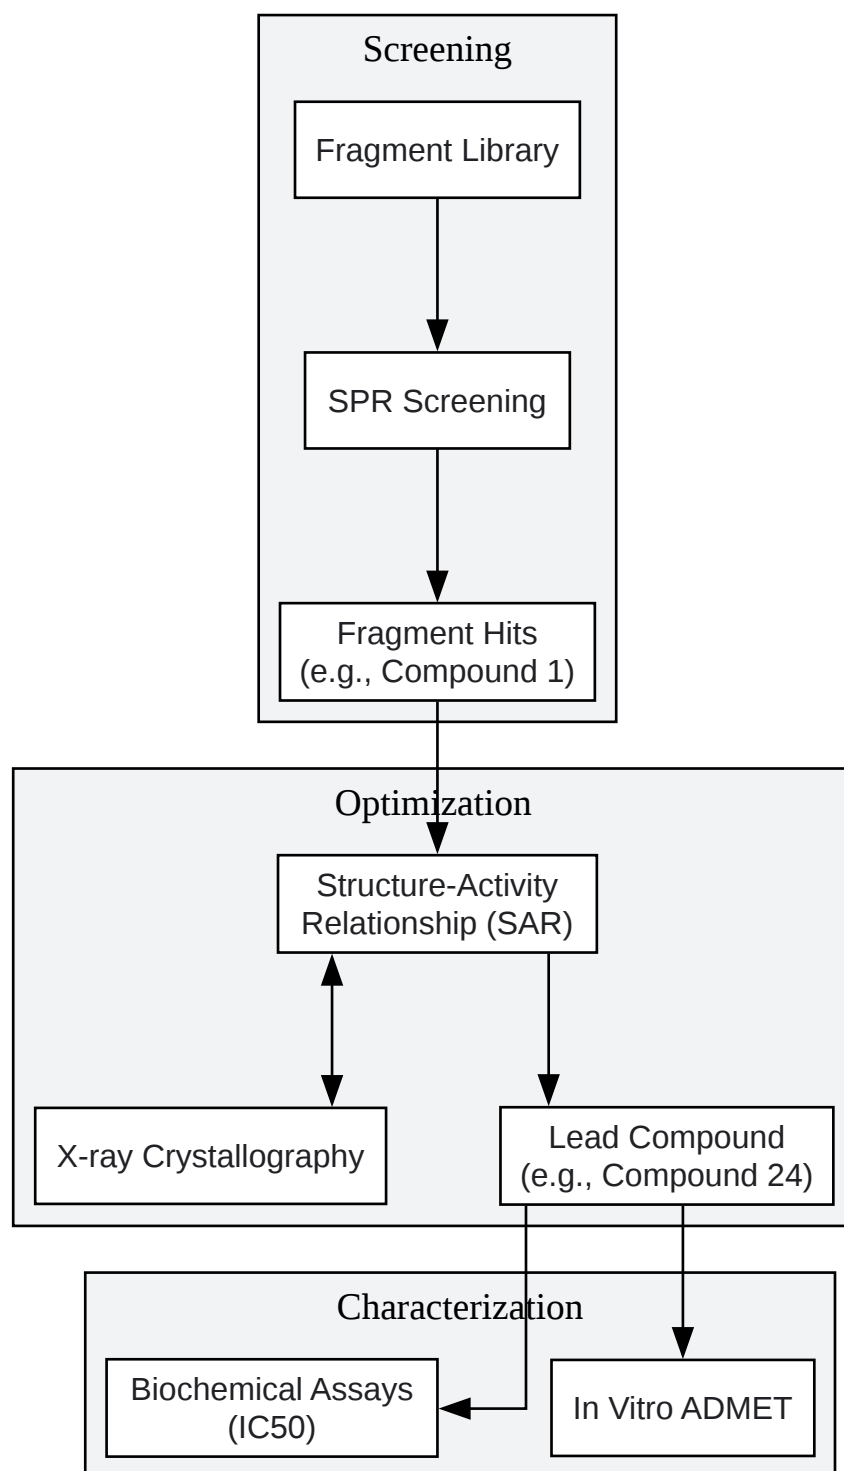 Screening
Fragment Library
SPR Screening
Fragment Hits
(e.g., Compound 1)
Optimization
Structure-Activity
Relationship (SAR)
X-ray Crystallography
Lead Compound
(e.g., Compound 24)
Characterization
Biochemical Assays
(IC50)
In Vitro ADMET